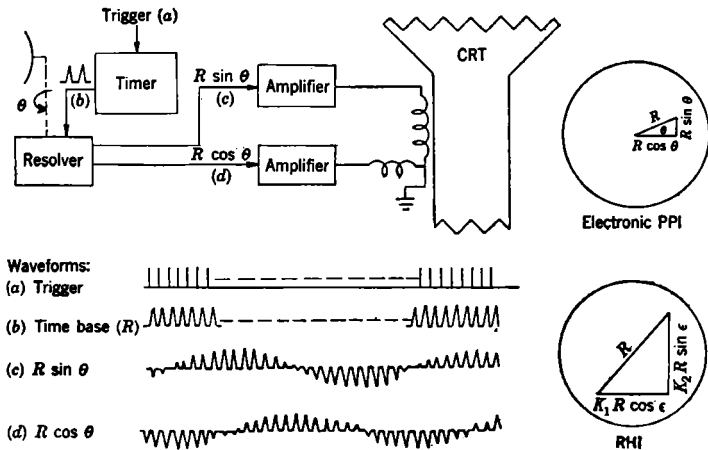 Trigger (a)
Timer
(b)
θ
Resolver
R sin θ
(c)
Amplifier
R cos θ
(d)
Amplifier
CRT
R
θ
R sin θ
R cos θ
Electronic PPI
Waveforms:
(a) Trigger
(b) Time base (R)
(c) R sin θ
(d) R cos θ
R
K₂ R sin ϵ
K₁ R cos ϵ
RHI